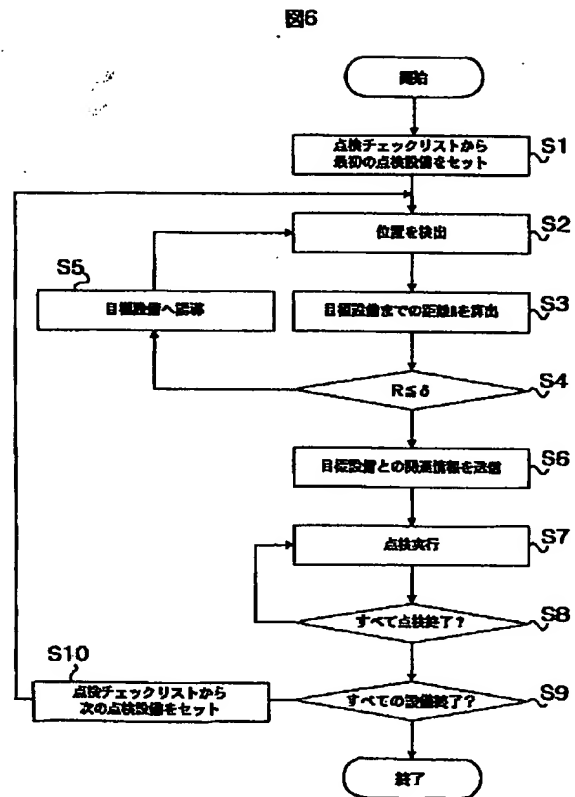 図6
開始
点検チェックリストから
最初の点検設備をセット
S1
位置を検出
S2
S5
目標設備へ誘導
目標設備までの距離Rを算出
S3
R≦δ
S4
目標設備との関連情報を送信
S6
点検実行
S7
すべて点検終了?
S8
S10
点検チェックリストから
次の点検設備をセット
すべての設備終了?
S9
終了